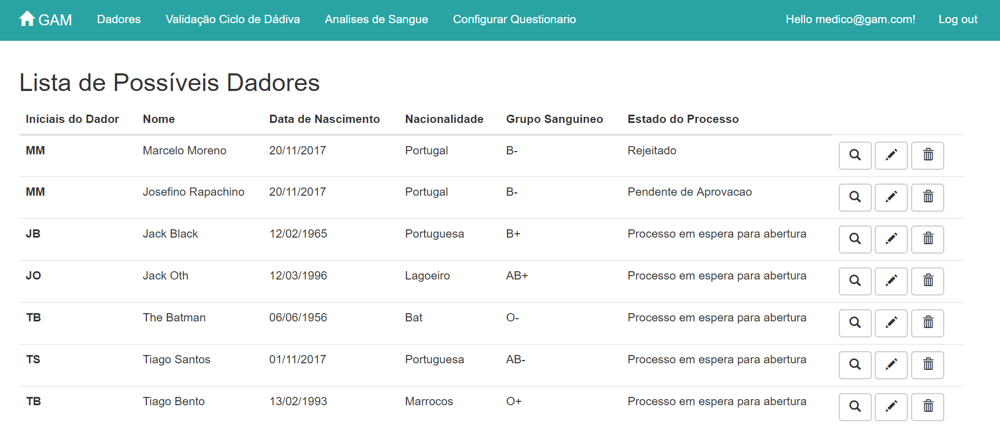 GAM Dadores Validação Ciclo de Dádiva Analises de Sangue Configurar Questionario Hello medico@gam.com! Log out
Lista de Possíveis Dadores
Iniciais do Dador Nome Data de Nascimento Nacionalidade Grupo Sanguineo Estado do Processo
MM Marcelo Moreno 20/11/2017 Portugal B- Rejeitado
MM Josefino Rapachino 20/11/2017 Portugal B- Pendente de Aprovacao
JB Jack Black 12/02/1965 Portuguesa B+ Processo em espera para abertura
JO Jack Oth 12/03/1996 Lagoeiro AB+ Processo em espera para abertura
TB The Batman 06/06/1956 Bat O- Processo em espera para abertura
TS Tiago Santos 01/11/2017 Portuguesa AB- Processo em espera para abertura
TB Tiago Bento 13/02/1993 Marrocos O+ Processo em espera para abertura